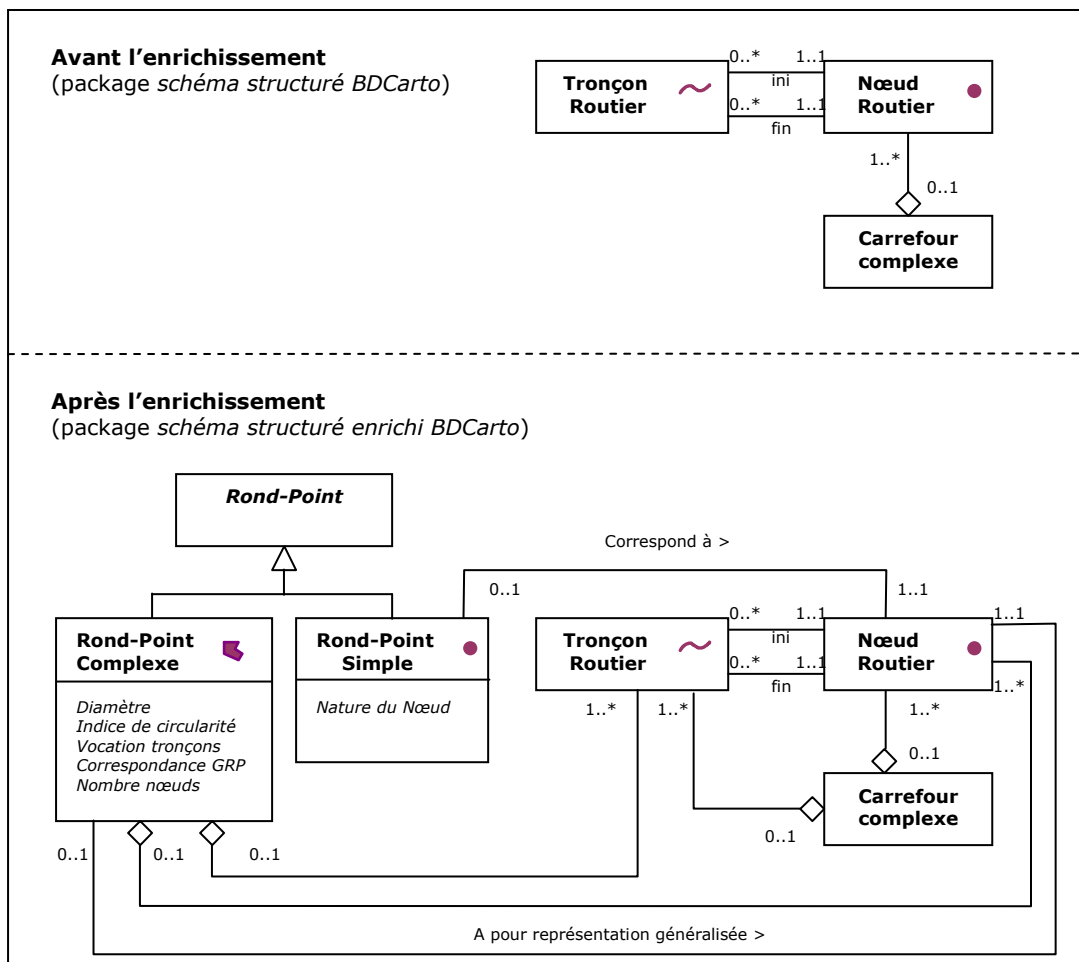 Avant l'enrichissement
(package schéma structuré BDCarto)
Tronçon
Routier
0..* 1..1
ini
0..* 1..1
fin
Nœud
Routier
1..*
0..1
Carrefour
complexe
Après l'enrichissement
(package schéma structuré enrichi BDCarto)
Rond-Point
Correspond à >
0..1
1..1
Rond-Point
Complexe
Diamètre
Indice de circularité
Vocation tronçons
Correspondance GRP
Nombre nœuds
Rond-Point
Simple
Nature du Nœud
Tronçon
Routier
0..* 1..1
ini
0..* 1..1
fin
Nœud
Routier
1..1
1..*
1..*
1..*
1..*
0..1
Carrefour
complexe
0..1
0..1
0..1
0..1
A pour représentation généralisée >